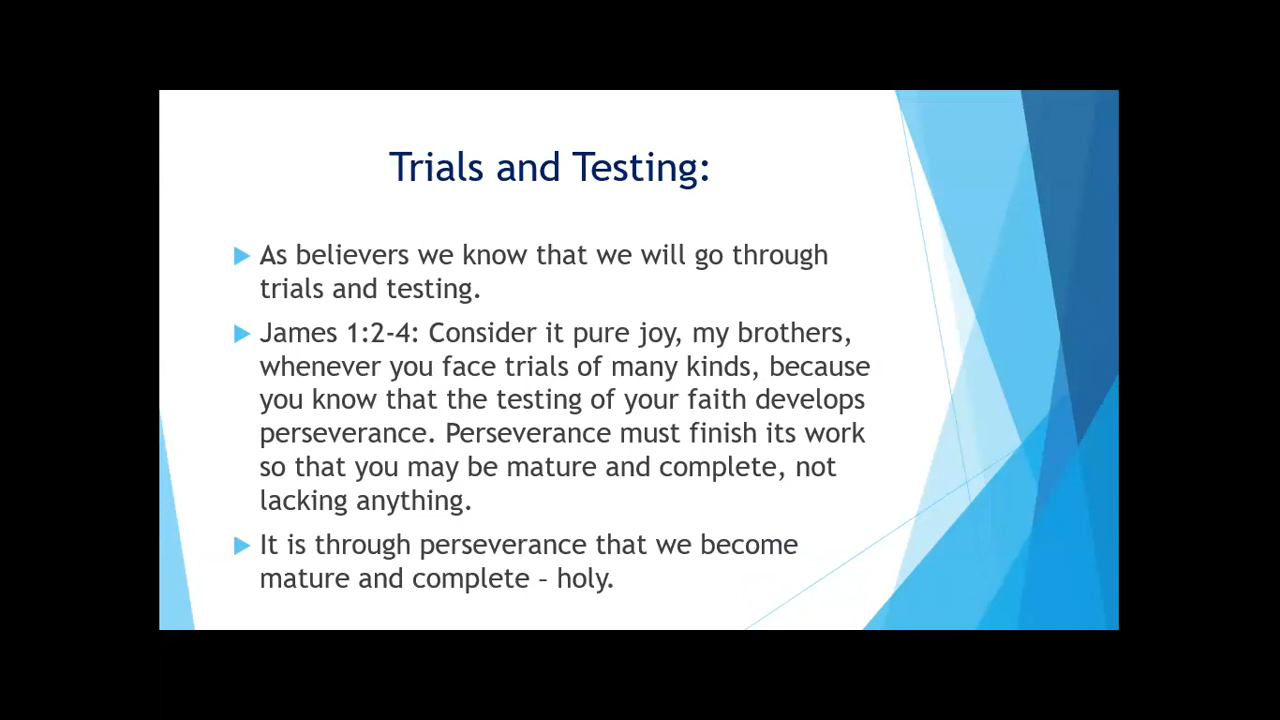 Trials and Testing:
As believers we know that we will go through
trials and testing.
James 1:2-4: Consider it pure joy, my brothers,
whenever you face trials of many kinds, because
you know that the testing of your faith develops
perseverance. Perseverance must finish its work
so that you may be mature and complete, not
lacking anything.
It is through perseverance that we become
mature and complete – holy.